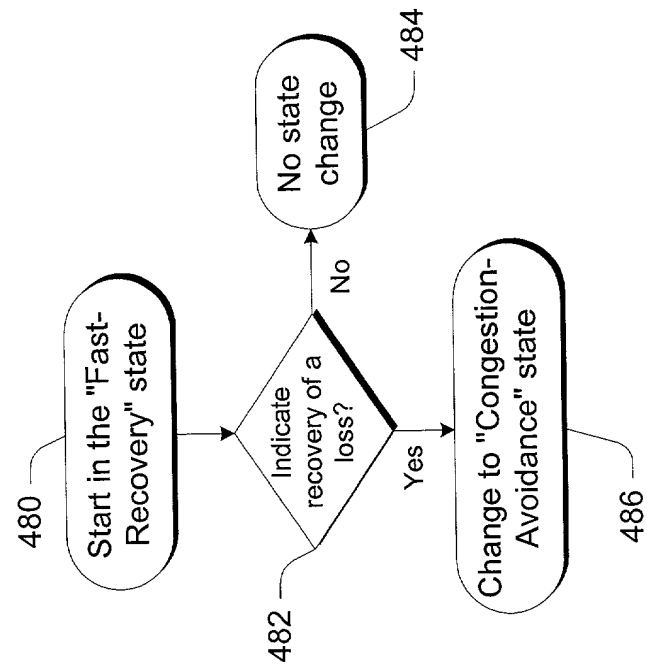 480
Start in the "Fast-
Recovery" state
482
Indicate
recovery of a
loss?
No
No state
change
484
Yes
Change to "Congestion-
Avoidance" state
486